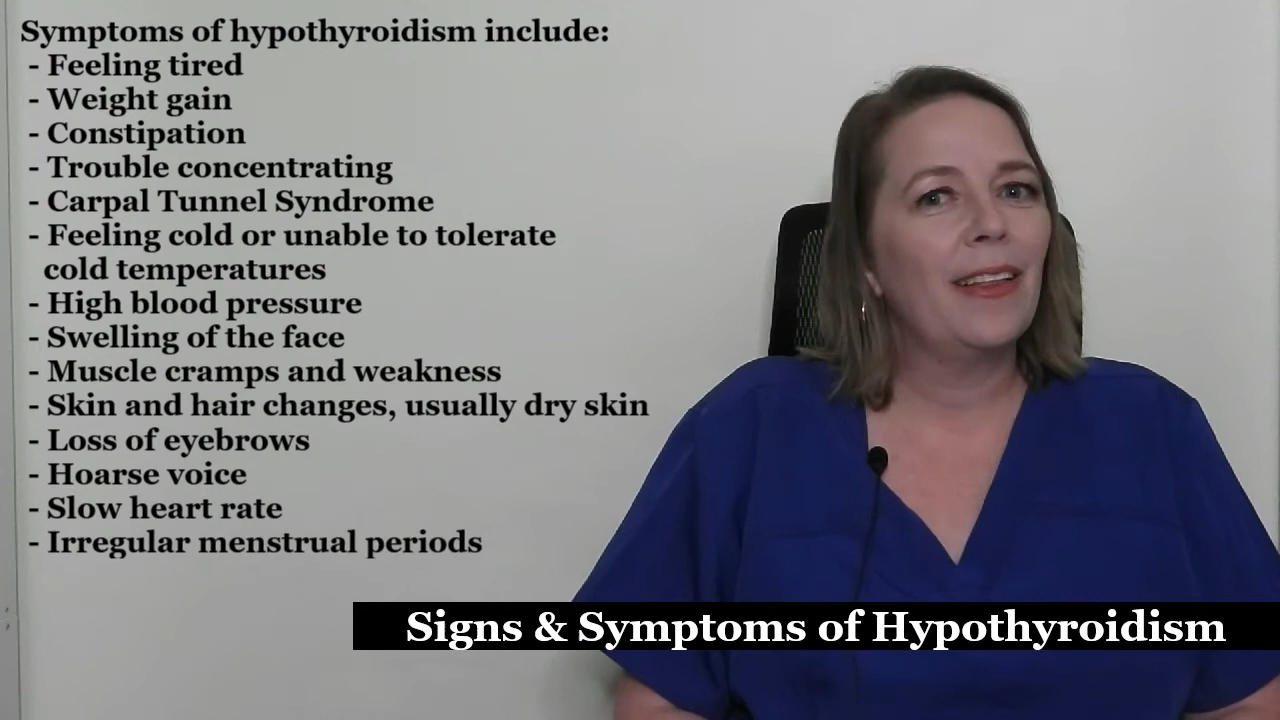 Symptoms of hypothyroidism include:
- Feeling tired
- Weight gain
- Constipation
- Trouble concentrating
- Carpal Tunnel Syndrome
- Feeling cold or unable to tolerate
cold temperatures
- High blood pressure
- Swelling of the face
- Muscle cramps and weakness
- Skin and hair changes, usually dry skin
- Loss of eyebrows
- Hoarse voice
- Slow heart rate
- Irregular menstrual periods
Signs & Symptoms of Hypothyroidism